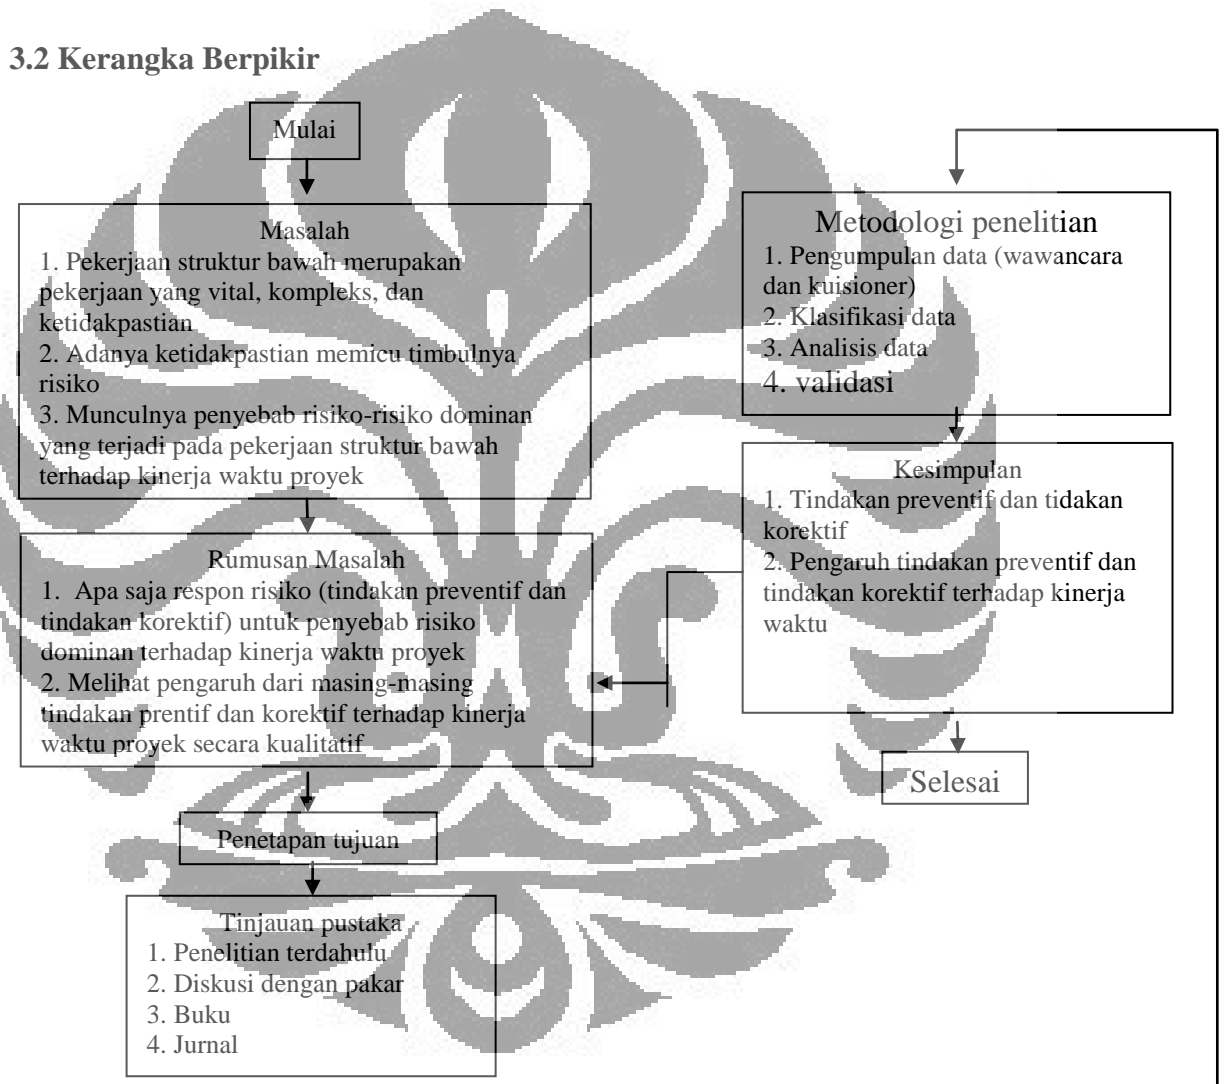 3.2 Kerangka Berpikir
Mulai
Masalah
1. Pekerjaan struktur bawah merupakan
pekerjaan yang vital, kompleks, dan
ketidakpastian
2. Adanya ketidakpastian memicu timbulnya
risiko
3. Munculnya penyebab risiko-risiko dominan
yang terjadi pada pekerjaan struktur bawah
terhadap kinerja waktu proyek
Rumusan Masalah
1. Apa saja respon risiko (tindakan preventif dan
tindakan korektif) untuk penyebab risiko
dominan terhadap kinerja waktu proyek
2. Melihat pengaruh dari masing-masing
tindakan prentif dan korektif terhadap kinerja
waktu proyek secara kualitatif
Penetapan tujuan
Tinjauan pustaka
1. Penelitian terdahulu
2. Diskusi dengan pakar
3. Buku
4. Jurnal
Metodologi penelitian
1. Pengumpulan data (wawancara
dan kuisioner)
2. Klasifikasi data
3. Analisis data
4. validasi
Kesimpulan
1. Tindakan preventif dan tidakan
korektif
2. Pengaruh tindakan preventif dan
tindakan korektif terhadap kinerja
waktu
Selesai